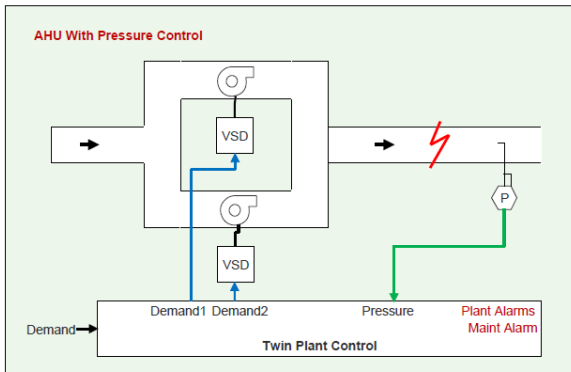 AHU With Pressure Control
VSD
P
VSD
Demand1 Demand2 Pressure Plant Alarms
Demand Maint Alarm
Twin Plant Control